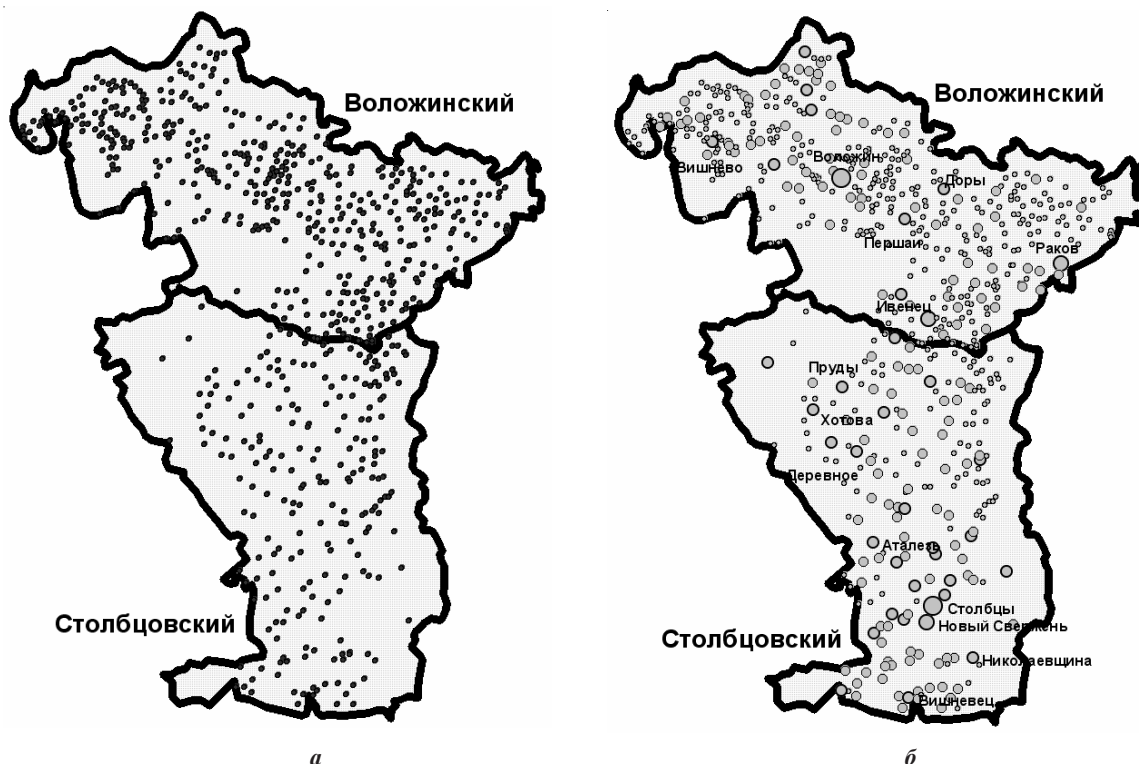 Воложинский
Столбцовский
а
Воложинский
Вишнево
Воложин
Доры
Першаи
Раков
Ивенец
Пруды
Хотова
Деревное
Аталезь
Столбцы
Новый Свержень
Столбцовский
Николаевщина
Вишневец
б